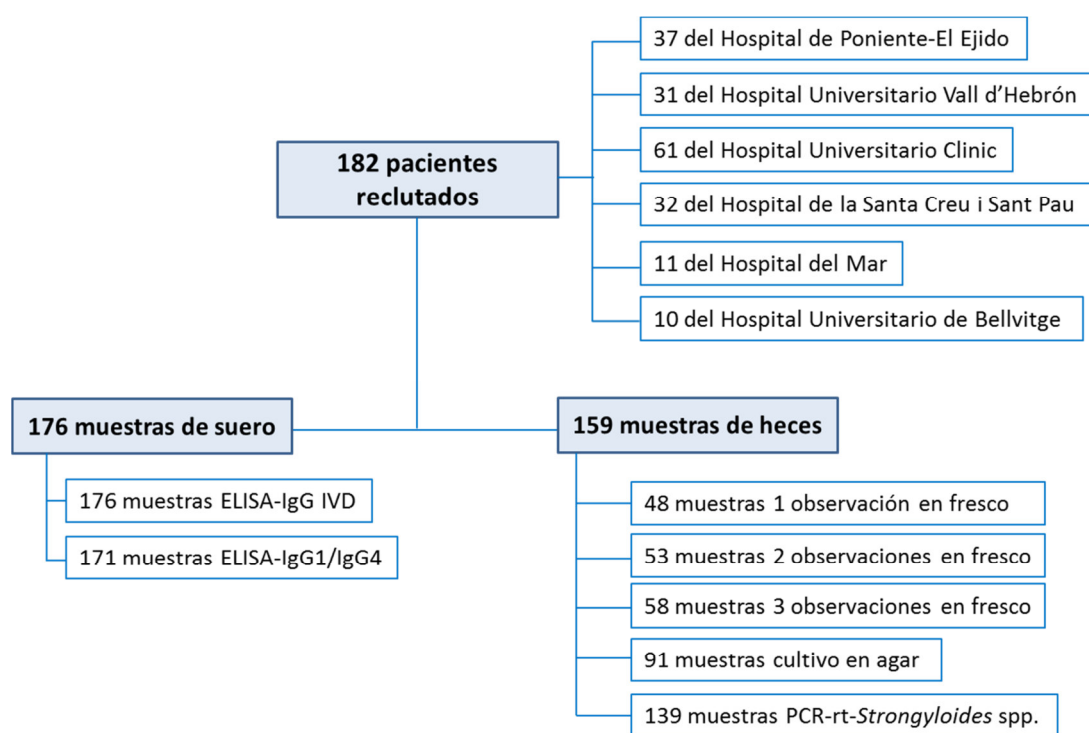 182 pacientes
reclutados
37 del Hospital de Poniente-El Ejido
31 del Hospital Universitario Vall d’Hebrón
61 del Hospital Universitario Clinic
32 del Hospital de la Santa Creu i Sant Pau
11 del Hospital del Mar
10 del Hospital Universitario de Bellvitge
176 muestras de suero
176 muestras ELISA-IgG IVD
171 muestras ELISA-IgG1/IgG4
159 muestras de heces
48 muestras 1 observación en fresco
53 muestras 2 observaciones en fresco
58 muestras 3 observaciones en fresco
91 muestras cultivo en agar
139 muestras PCR-rt-Strongyloides spp.